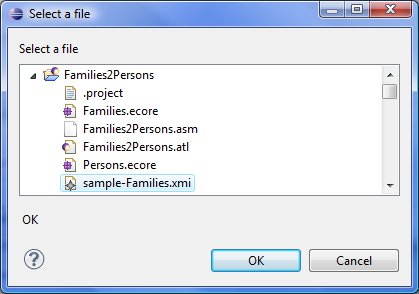 Select a file
Select a file
Families2Persons
.project
Families.ecore
Families2Persons.asm
Families2Persons.atl
Persons.ecore
sample-Families.xmi
OK
?
OK Cancel